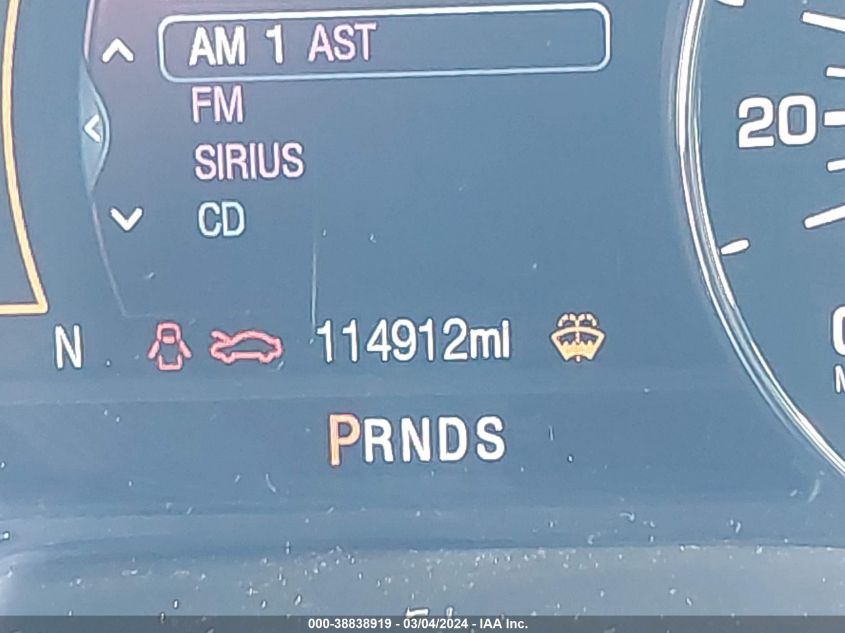 AM 1 AST
FM
SIRIUS
CD
20
N
114912mi
PRNDS
000-38838919 - 03/04/2024 - IAA Inc.